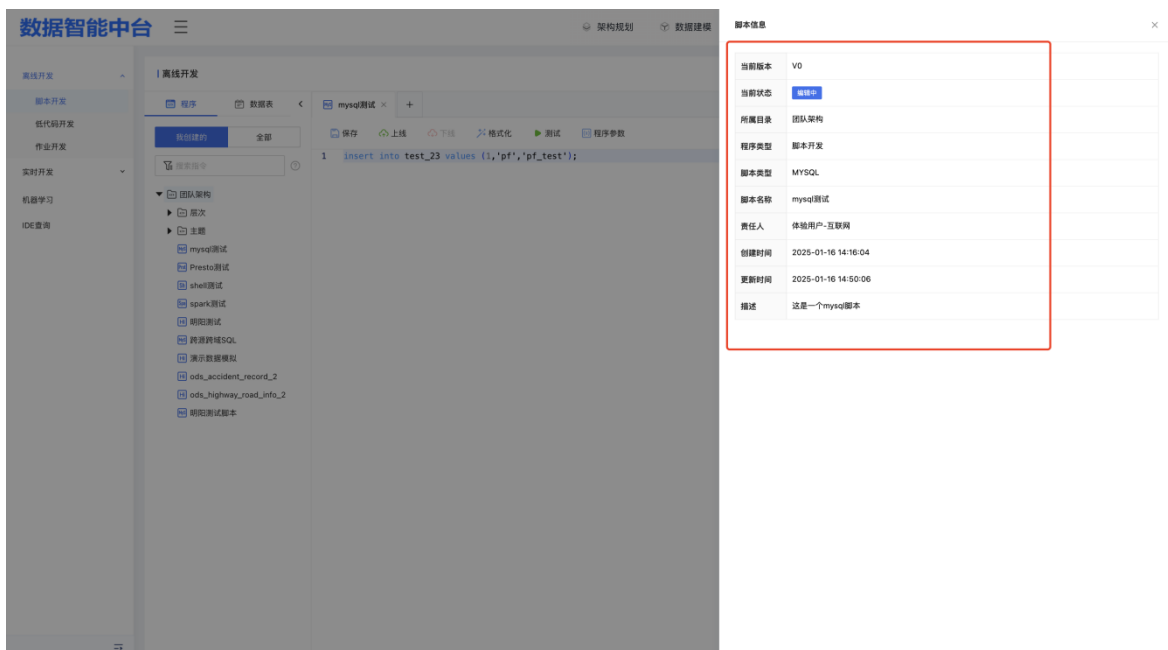 数据智能中台
架构规划 数据建模
离线开发
脚本开发
低代码开发
作业开发
实时开发
机器学习
IDE查询
离线开发
程序 数据表
mysql测试 × +
我创建的 全部
保存 上线 下线 格式化 测试 程序参数
搜索指令
1 insert into test_23 values (1,'pf','pf_test');
团队架构
层次
主题
mysql测试
Presto测试
shell测试
spark测试
明阳测试
跨源跨域SQL
演示数据模拟
ods_accident_record_2
ods_highway_road_info_2
明阳测试脚本
脚本信息 ×
当前版本 V0
当前状态 编辑中
所属目录 团队架构
程序类型 脚本开发
脚本类型 MYSQL
脚本名称 mysql测试
责任人 体验用户-互联网
创建时间 2025-01-16 14:16:04
更新时间 2025-01-16 14:50:06
描述 这是一个mysql脚本